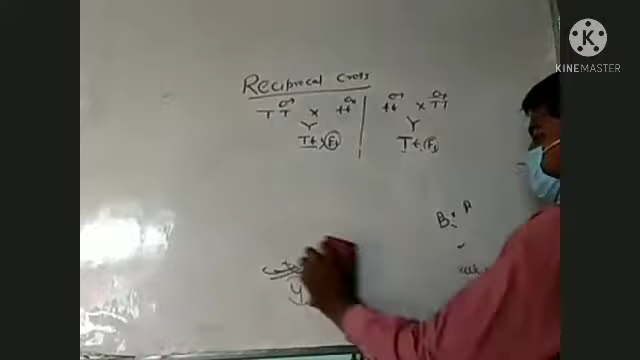 Reciprocal Cross
TT♂ x tt♀
Tt, F1
tt♂ x TT♀
Tt, F1
B
KINEMASTER